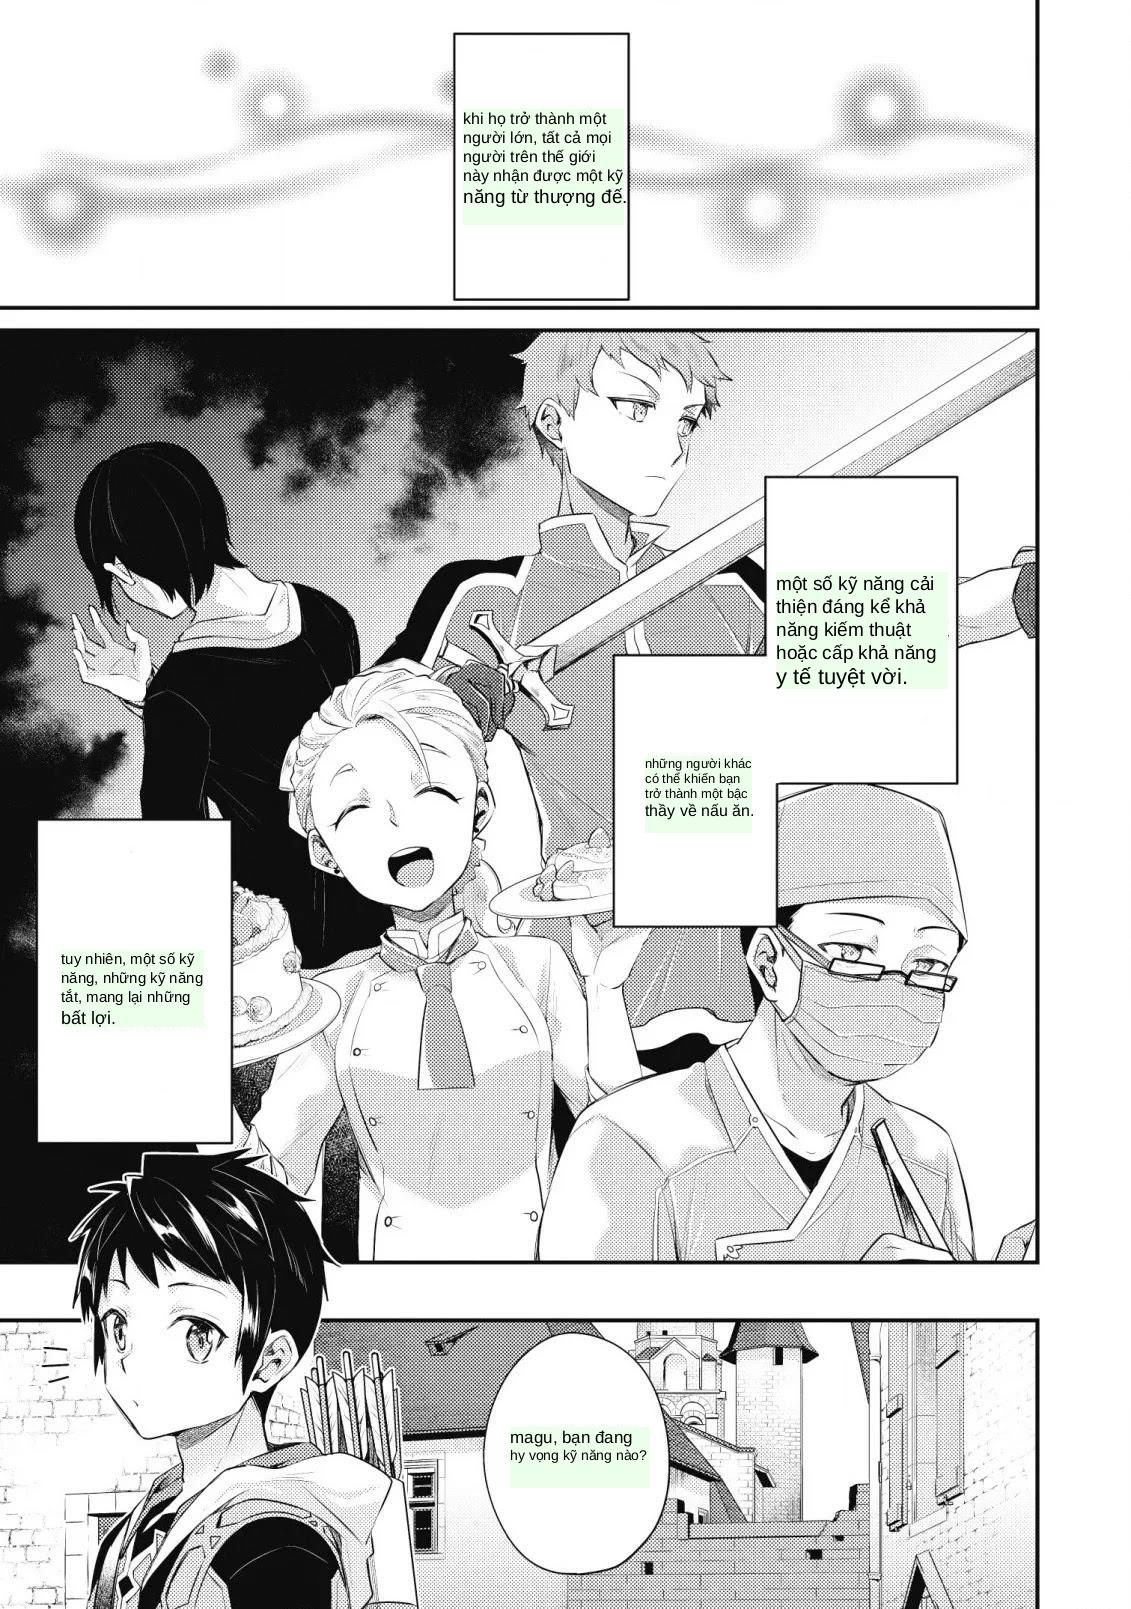 khi họ trở thành một
người lớn, tất cả mọi
người trên thế giới
này nhận được một kỹ
năng từ thượng đế.
một số kỹ năng cải
thiện đáng kể khả
năng kiếm thuật
hoặc cấp khả năng
y tế tuyệt vời.
những người khác
có thể khiến bạn
trở thành một bậc
thầy về nấu ăn.
tuy nhiên, một số kỹ
năng, những kỹ năng
tắt, mang lại những
bất lợi.
magu, bạn đang
hy vọng kỹ năng nào?